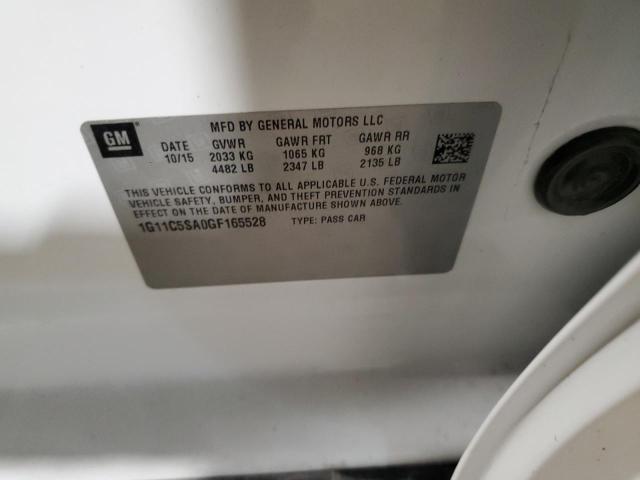 GM
MFD BY GENERAL MOTORS LLC
DATE GVWR GAWR FRT GAWR RR
10/15 2033 KG 1065 KG 968 KG
4482 LB 2347 LB 2135 LB
THIS VEHICLE CONFORMS TO ALL APPLICABLE U.S. FEDERAL MOTOR
VEHICLE SAFETY, BUMPER, AND THEFT PREVENTION STANDARDS IN
EFFECT ON THE DATE OF MANUFACTURE SHOWN ABOVE.
1G11C5SA0GF165528 TYPE: PASS CAR